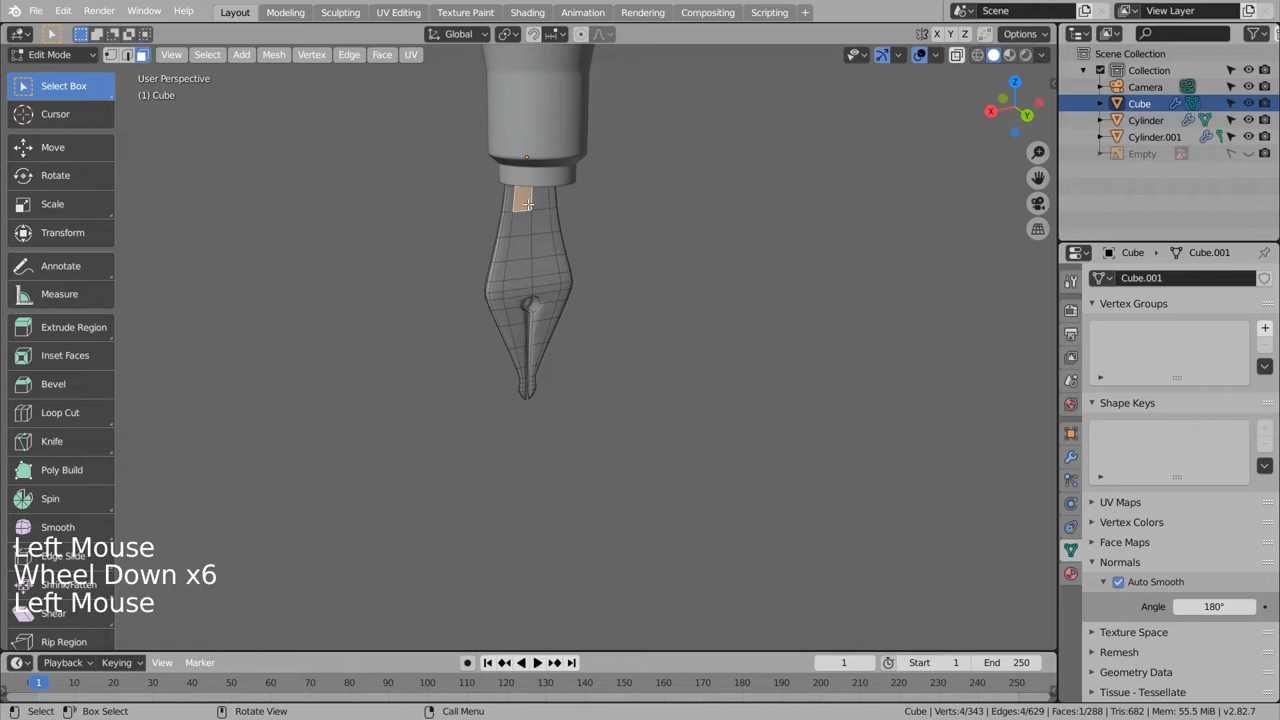 File Edit Render Window Help Layout Modeling Sculpting UV Editing Texture Paint Shading Animation Rendering Compositing Scripting + Scene View Layer
Global X Y Z Options
Edit Mode View Select Add Mesh Vertex Edge Face UV
Scene Collection
Collection
Camera
Cube
Cylinder
Cylinder.001
Empty
User Perspective
(1) Cube
Z
X
Y
Select Box
Cursor
Move
Rotate
Scale
Transform
Annotate
Measure
Extrude Region
Inset Faces
Bevel
Loop Cut
Knife
Poly Build
Spin
Smooth
Edge Slide
Shrink/Fatten
Shear
Rip Region
Left Mouse
Wheel Down x6
Left Mouse
Cube Cube.001
Cube.001
Vertex Groups
Shape Keys
UV Maps
Vertex Colors
Face Maps
Normals
Auto Smooth
Angle 180°
Texture Space
Remesh
Geometry Data
Tissue - Tessellate
Playback Keying View Marker 1 Start 1 End 250
1 10 20 30 40 50 60 70 80 90 100 110 120 130 140 150 160 170 180 190 200 210 220 230 240 250
Select Box Select Rotate View Call Menu Cube | Verts:4/343 | Edges:4/629 | Faces:1/288 | Tris:682 | Mem: 55.5 MiB | v2.82.7